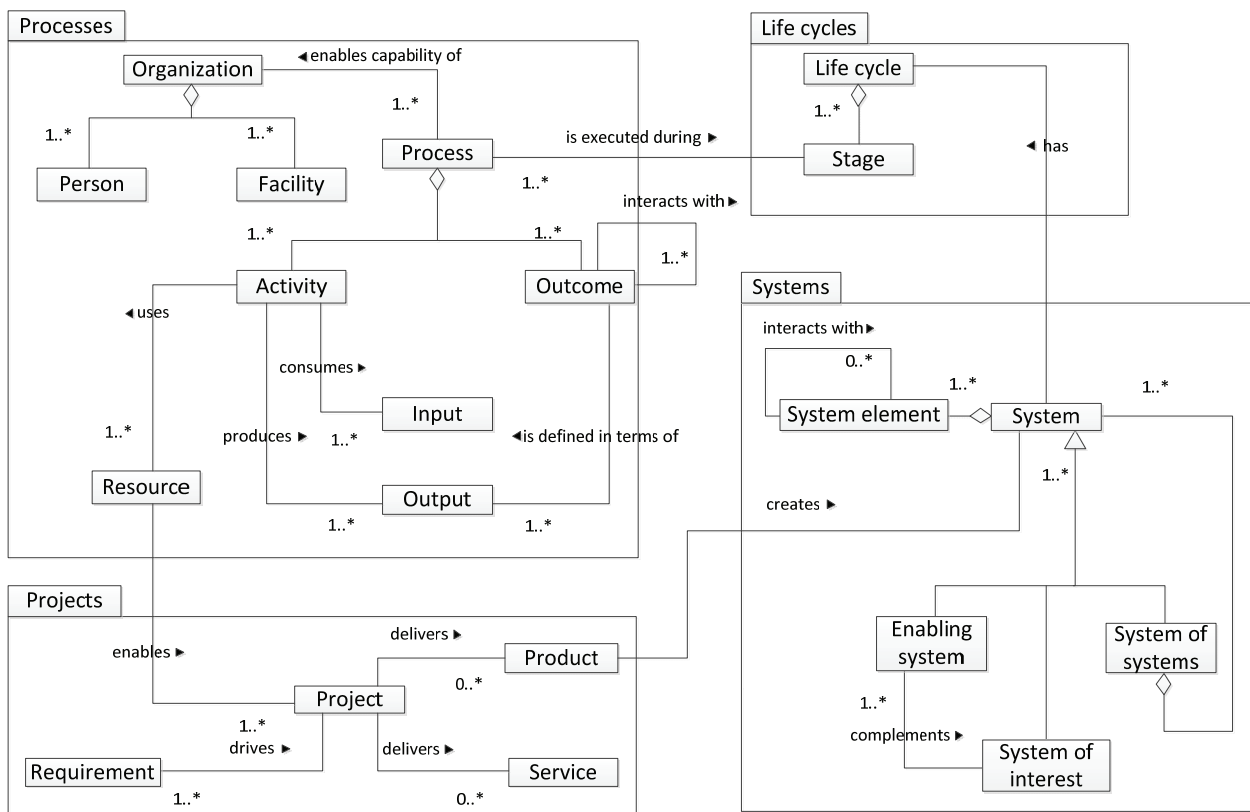 Processes
Life cycles
◄ enables capability of
Organization
Life cycle
1..*
1..*
1..*
1..*
is executed during ►
◄ has
Process
Stage
Person
Facility
1..*
interacts with ►
1..*
1..*
1..*
Activity
Outcome
Systems
◄ uses
interacts with ►
consumes ►
0..*
1..*
1..*
Input
System element
System
1..*
produces ►
1..*
◄ is defined in terms of
1..*
Resource
Output
creates ►
1..*
1..*
Projects
delivers ►
Enabling
system
System of
systems
enables ►
Product
0..*
Project
1..*
1..*
drives ►
delivers ►
complements ►
Requirement
Service
System of
interest
1..*
0..*